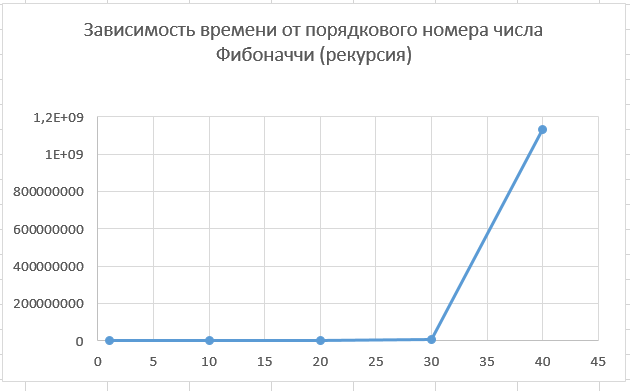 Зависимость времени от порядкового номера числа
Фибоначчи (рекурсия)
1,2E+09
1E+09
800000000
600000000
400000000
200000000
0
0 5 10 15 20 25 30 35 40 45